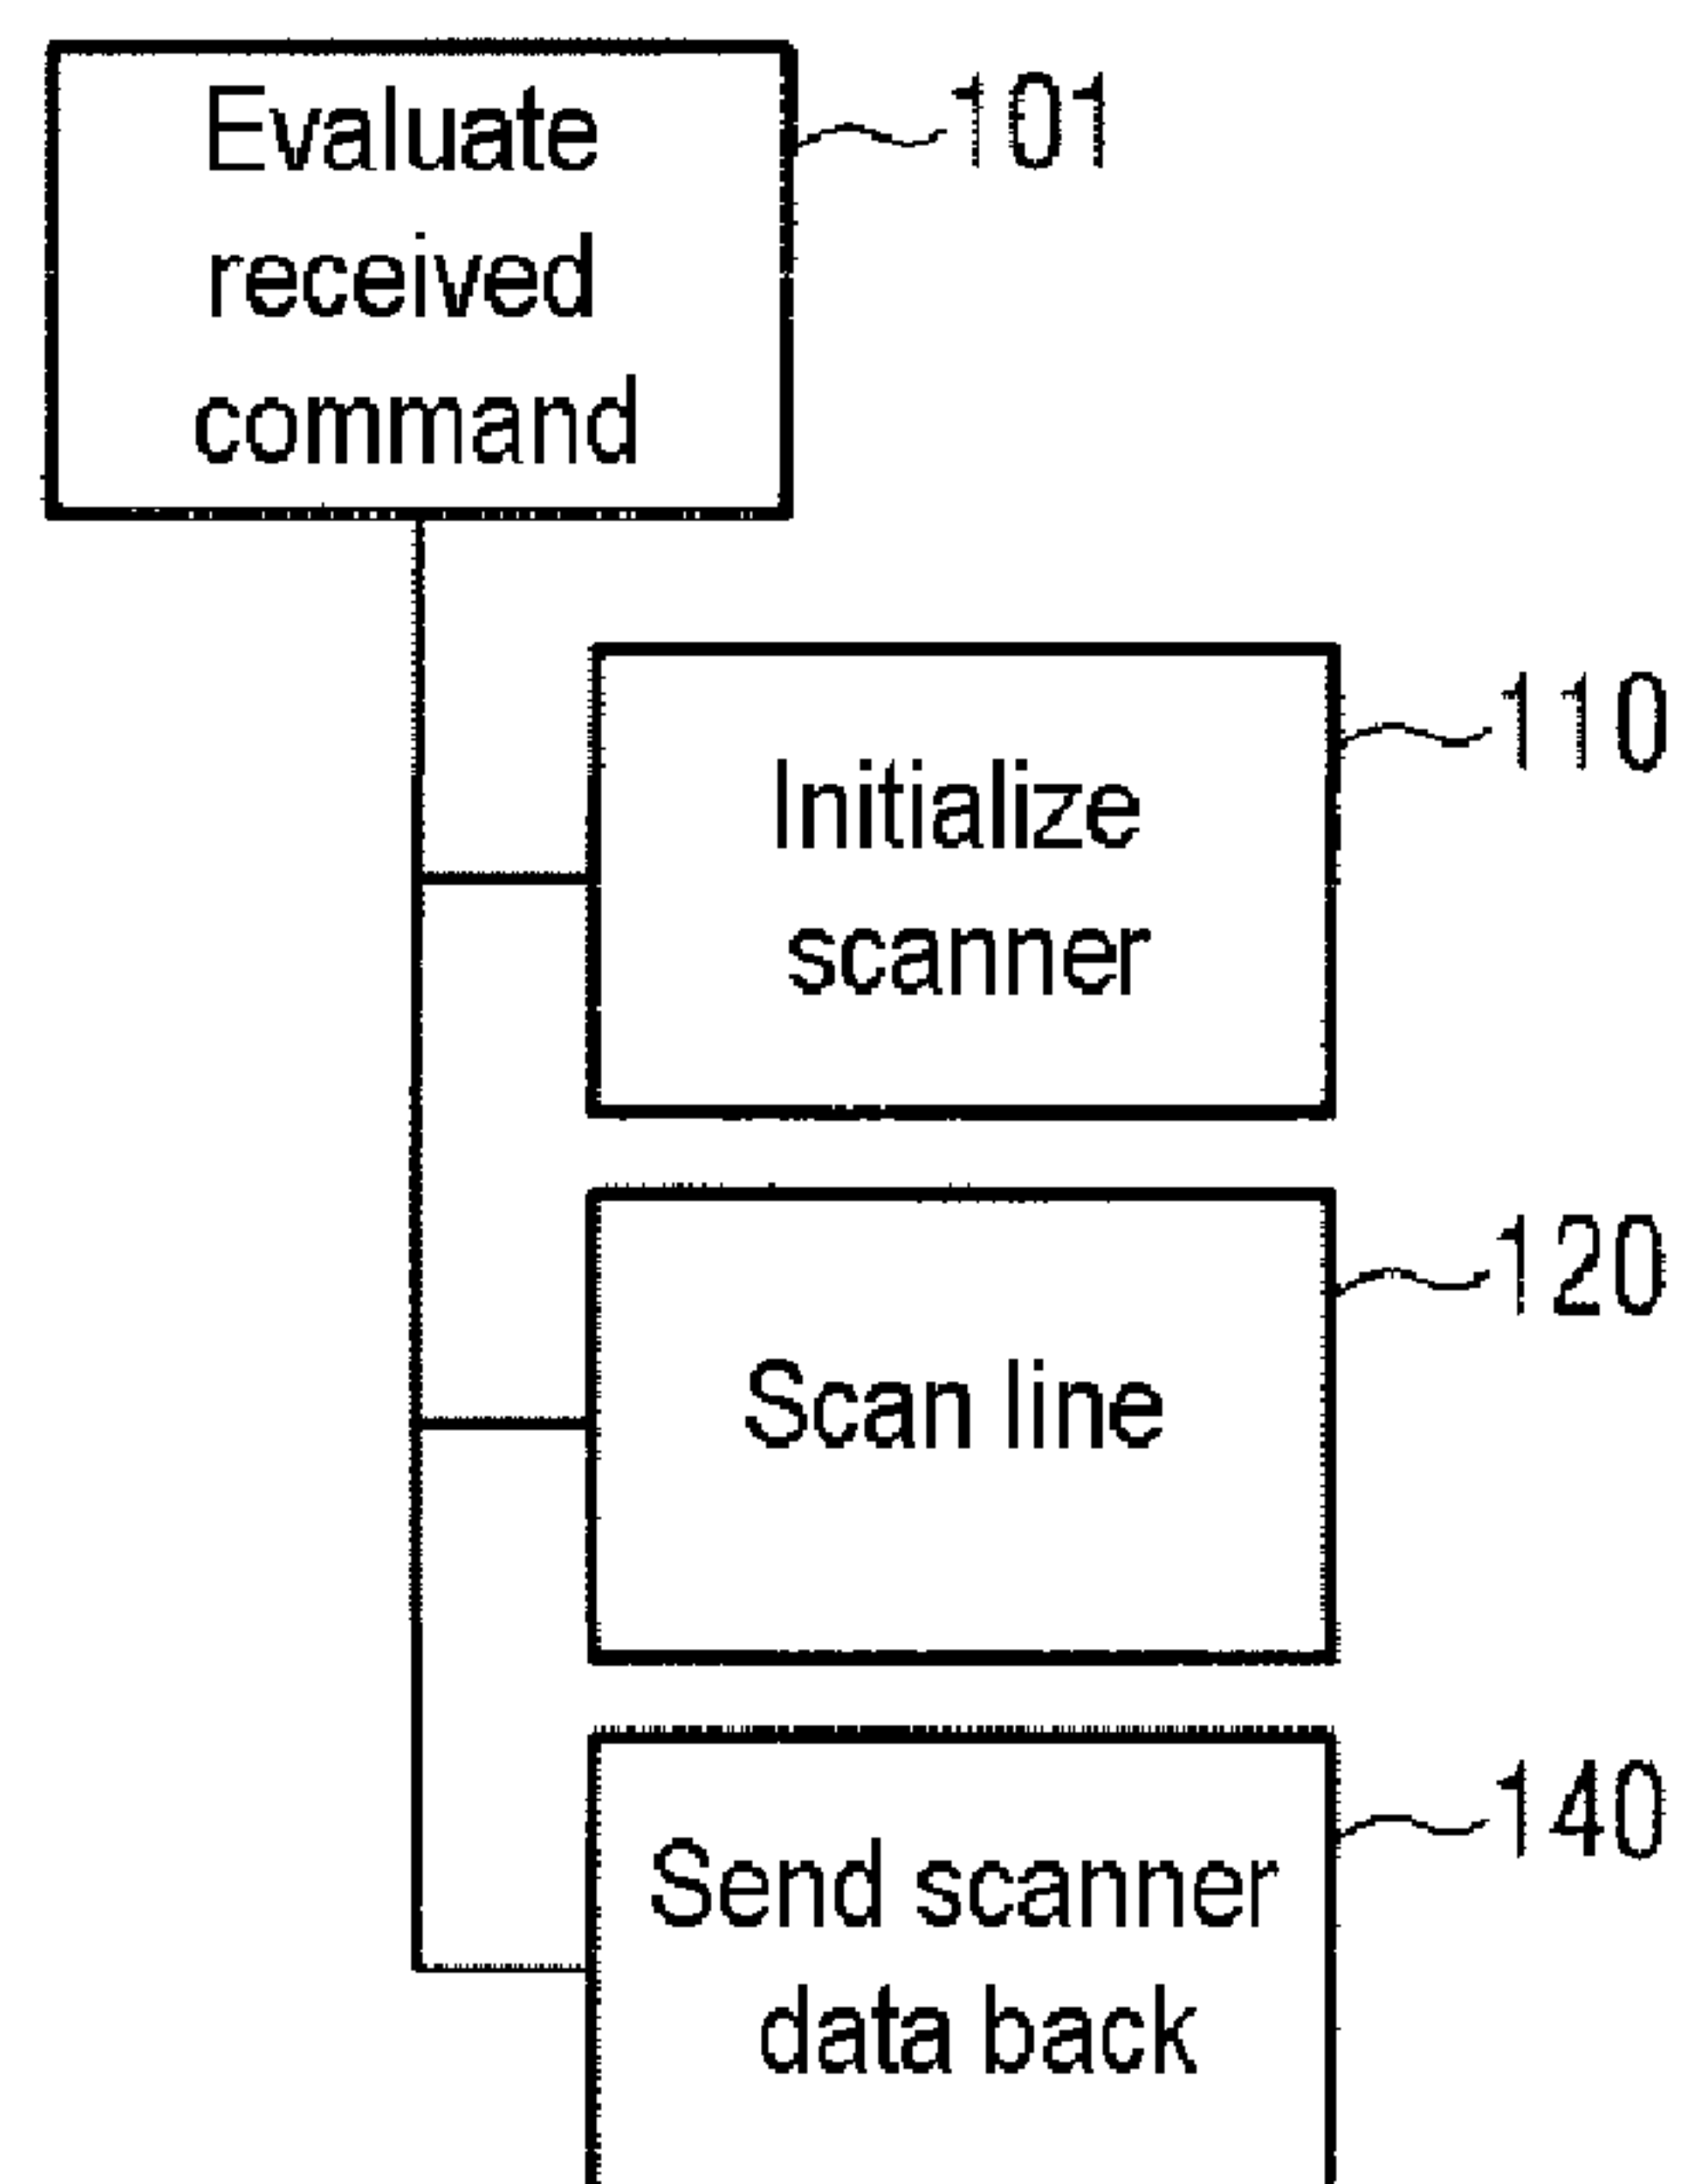 Evaluate
received
command
101
Initialize
scanner
110
Scan line
120
Send scanner
data back
140